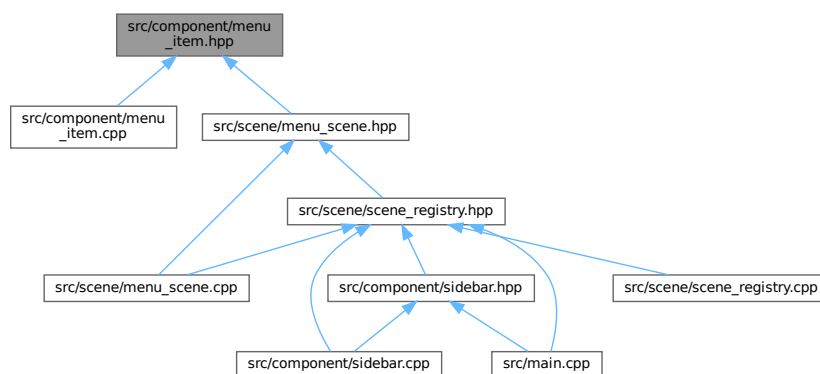 src/component/menu
_item.hpp
src/component/menu
_item.cpp
src/scene/menu_scene.hpp
src/scene/scene_registry.hpp
src/scene/menu_scene.cpp
src/component/sidebar.hpp
src/scene/scene_registry.cpp
src/component/sidebar.cpp
src/main.cpp